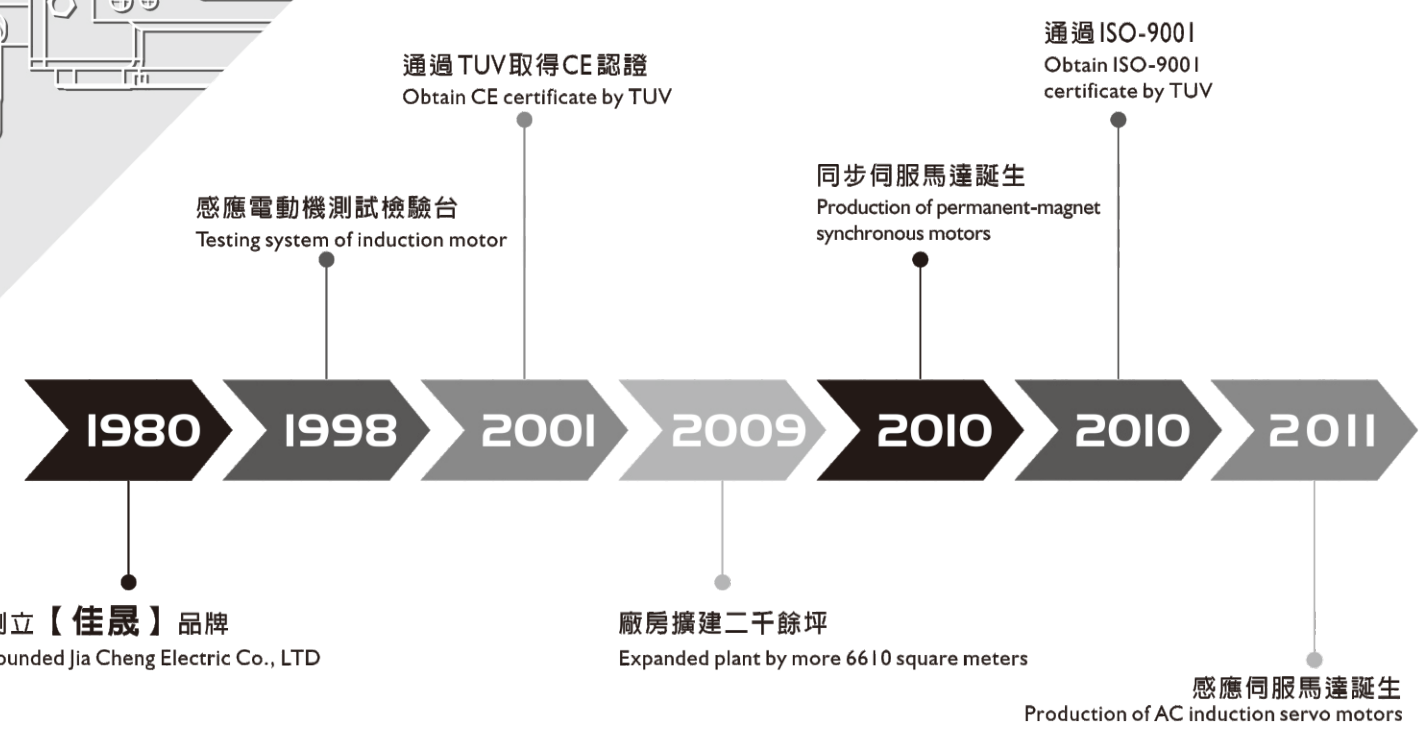 通過ISO-9001
Obtain ISO-9001
certificate by TUV
通過TUV取得CE認證
Obtain CE certificate by TUV
同步伺服馬達誕生
Production of permanent-magnet
synchronous motors
感應電動機測試檢驗台
Testing system of induction motor
1980
1998
2001
2009
2010
2010
2011
立【佳晟】品牌
Jia Cheng Electric Co., LTD
廠房擴建二千餘坪
Expanded plant by more 6610 square meters
感應伺服馬達誕生
Production of AC induction servo motors